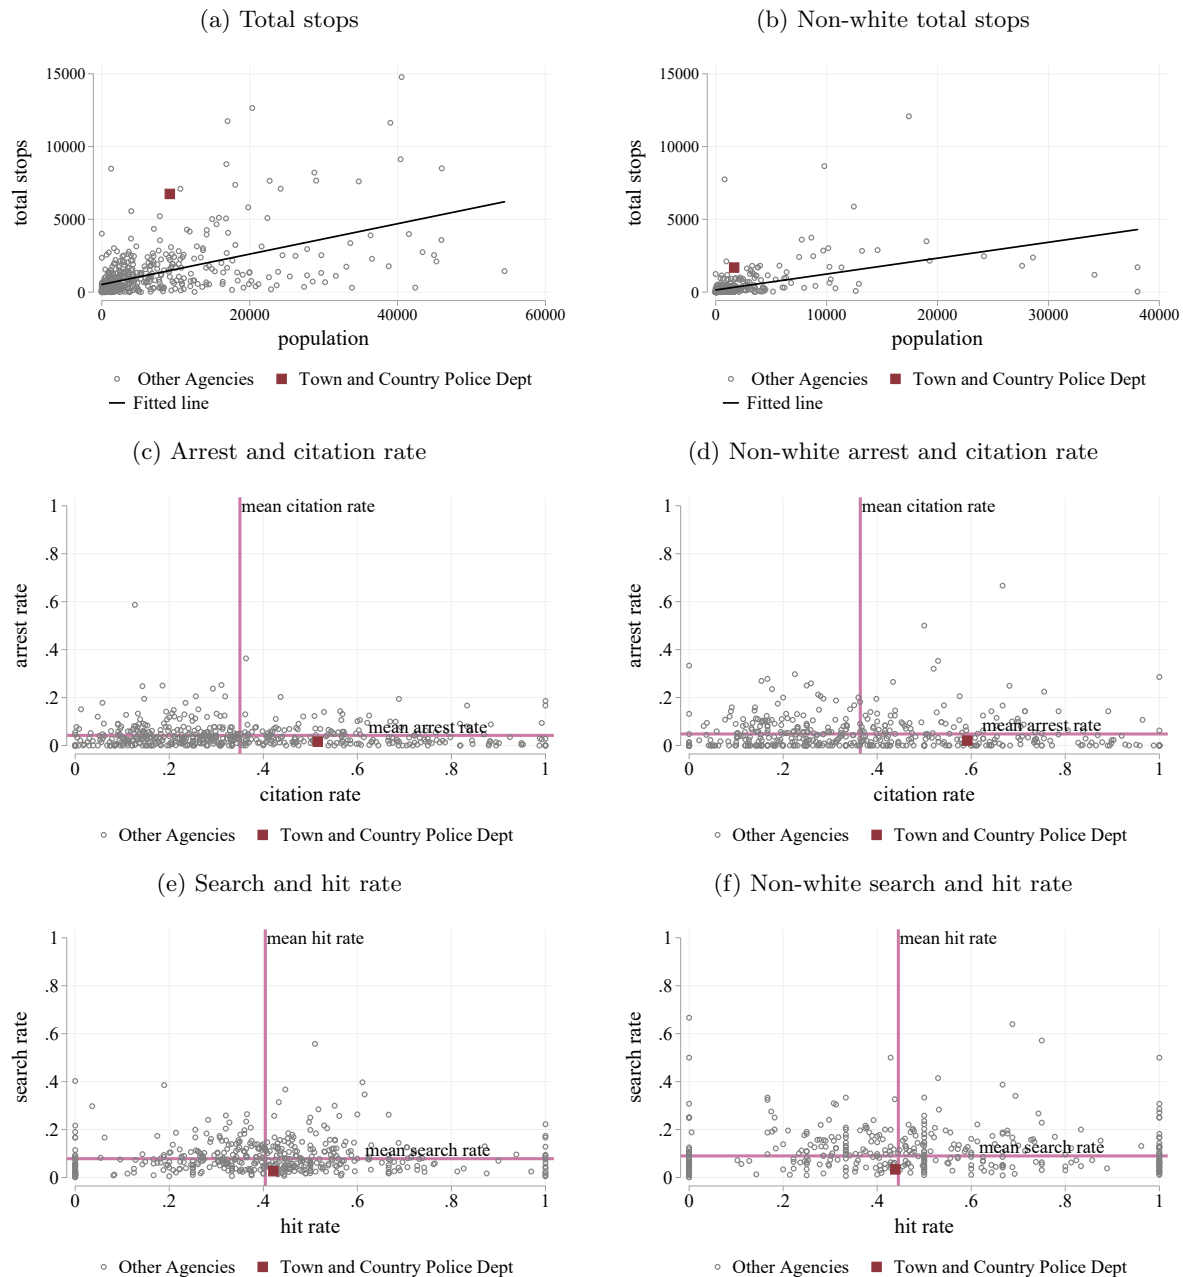 (a) Total stops
(b) Non-white total stops
total stops
15000
10000
5000
0
0 20000 40000 60000
population
Other Agencies Town and Country Police Dept
Fitted line
total stops
15000
10000
5000
0
0 10000 20000 30000 40000
population
Other Agencies Town and Country Police Dept
Fitted line
(c) Arrest and citation rate
(d) Non-white arrest and citation rate
arrest rate
1
.8
.6
.4
.2
0
mean citation rate
mean arrest rate
0 .2 .4 .6 .8 1
citation rate
Other Agencies Town and Country Police Dept
arrest rate
1
.8
.6
.4
.2
0
mean citation rate
mean arrest rate
0 .2 .4 .6 .8 1
citation rate
Other Agencies Town and Country Police Dept
(e) Search and hit rate
(f) Non-white search and hit rate
search rate
1
.8
.6
.4
.2
0
mean hit rate
mean search rate
0 .2 .4 .6 .8 1
hit rate
Other Agencies Town and Country Police Dept
search rate
1
.8
.6
.4
.2
0
mean hit rate
mean search rate
0 .2 .4 .6 .8 1
hit rate
Other Agencies Town and Country Police Dept